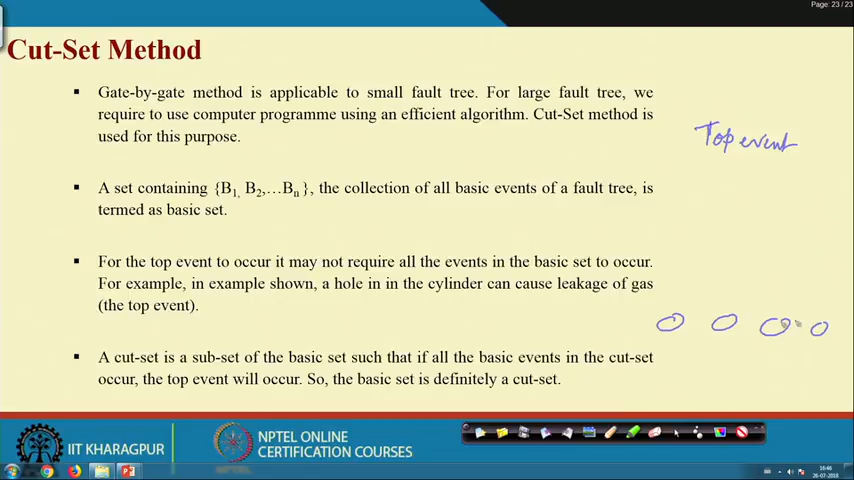 Page: 23 / 23
Cut-Set Method
▪ Gate-by-gate method is applicable to small fault tree. For large fault tree, we
require to use computer programme using an efficient algorithm. Cut-Set method is
used for this purpose.
Top event
▪ A set containing {B1, B2,…Bn}, the collection of all basic events of a fault tree, is
termed as basic set.
▪ For the top event to occur it may not require all the events in the basic set to occur.
For example, in example shown, a hole in in the cylinder can cause leakage of gas
(the top event).
▪ A cut-set is a sub-set of the basic set such that if all the basic events in the cut-set
occur, the top event will occur. So, the basic set is definitely a cut-set.
IIT KHARAGPUR
NPTEL ONLINE
CERTIFICATION COURSES
16:46
26-07-2018